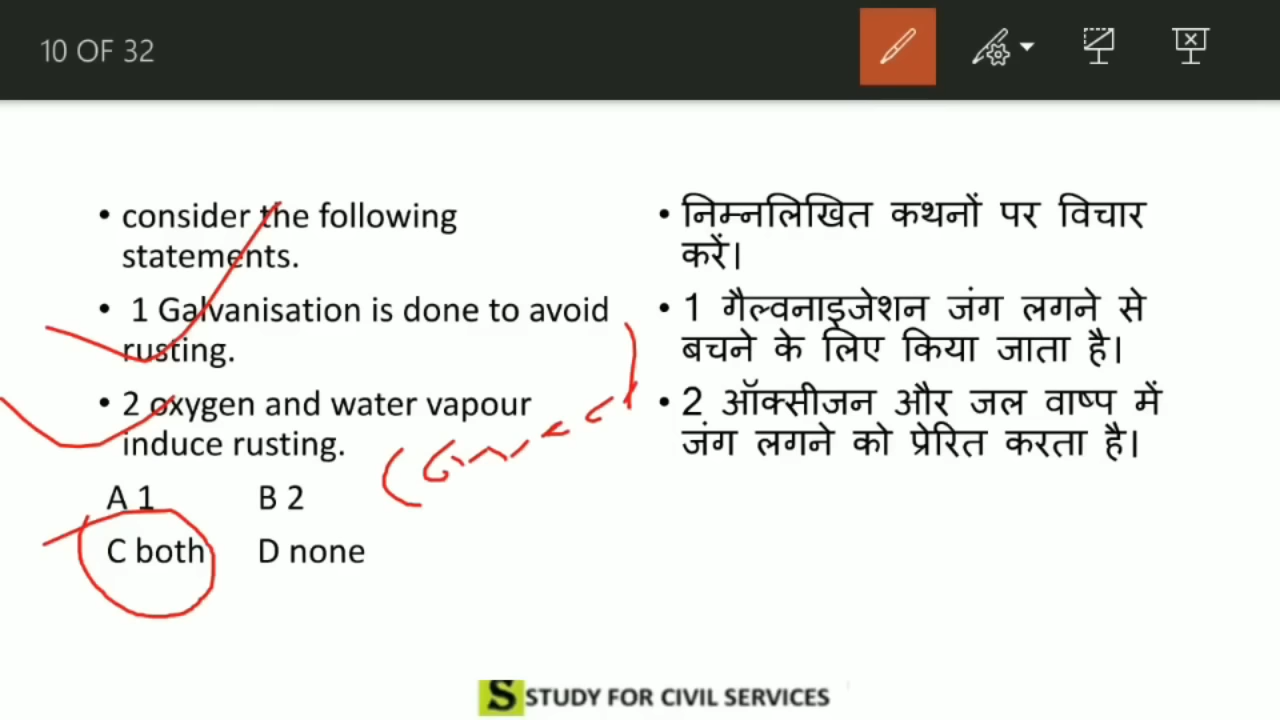 10 OF 32
• consider the following
statements.
• 1 Galvanisation is done to avoid
rusting.
• 2 oxygen and water vapour
induce rusting.
A 1 B 2
C both D none
• निम्नलिखित कथनों पर विचार
करें।
• 1 गैल्वनाइजेशन जंग लगने से
बचने के लिए किया जाता है।
• 2 ऑक्सीजन और जल वाष्प में
जंग लगने को प्रेरित करता है।
S STUDY FOR CIVIL SERVICES